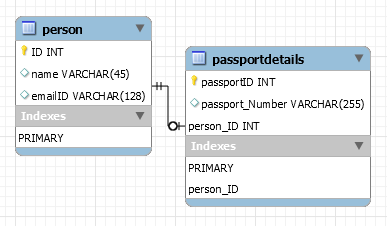 person
ID INT
name VARCHAR(45)
emailID VARCHAR(128)
Indexes
PRIMARY
passportdetails
passportID INT
passport_Number VARCHAR(255)
person_ID INT
Indexes
PRIMARY
person_ID